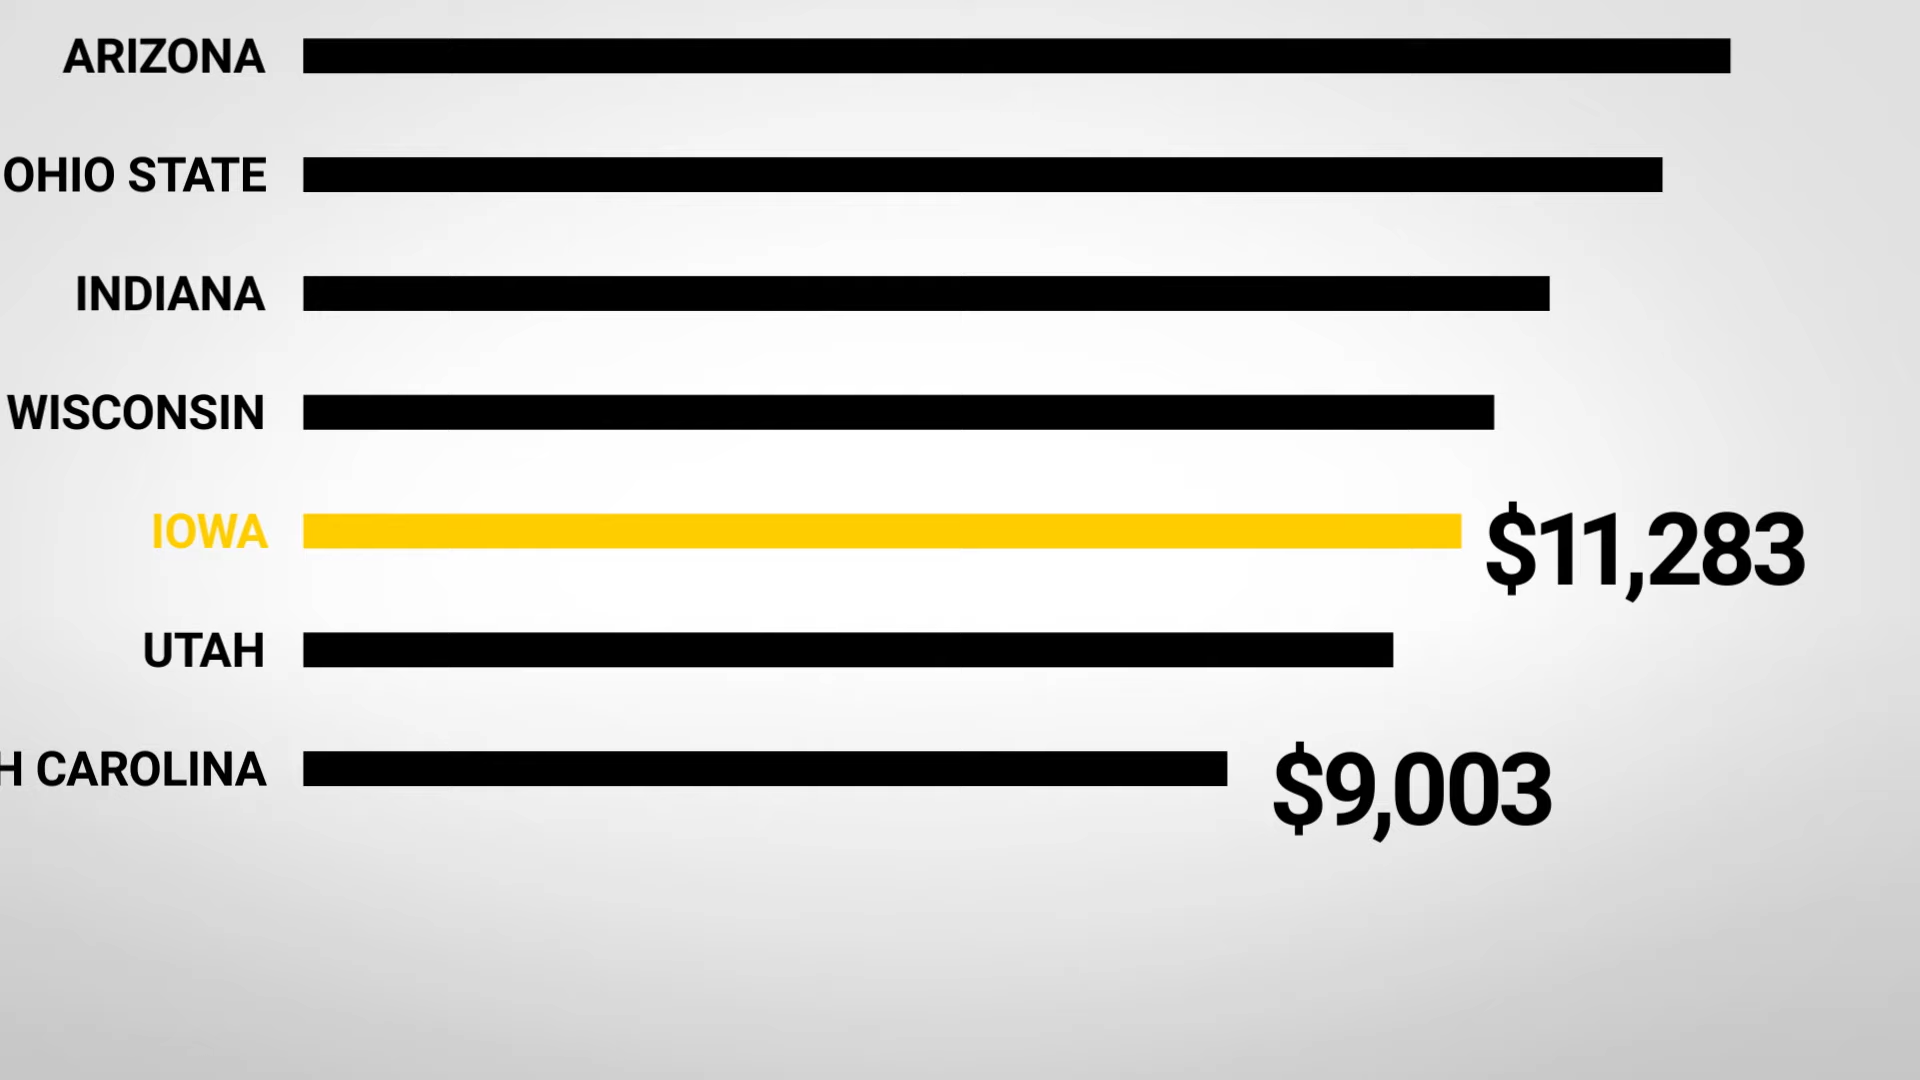 ARIZONA
OHIO STATE
INDIANA
WISCONSIN
IOWA $11,283
UTAH
H CAROLINA $9,003